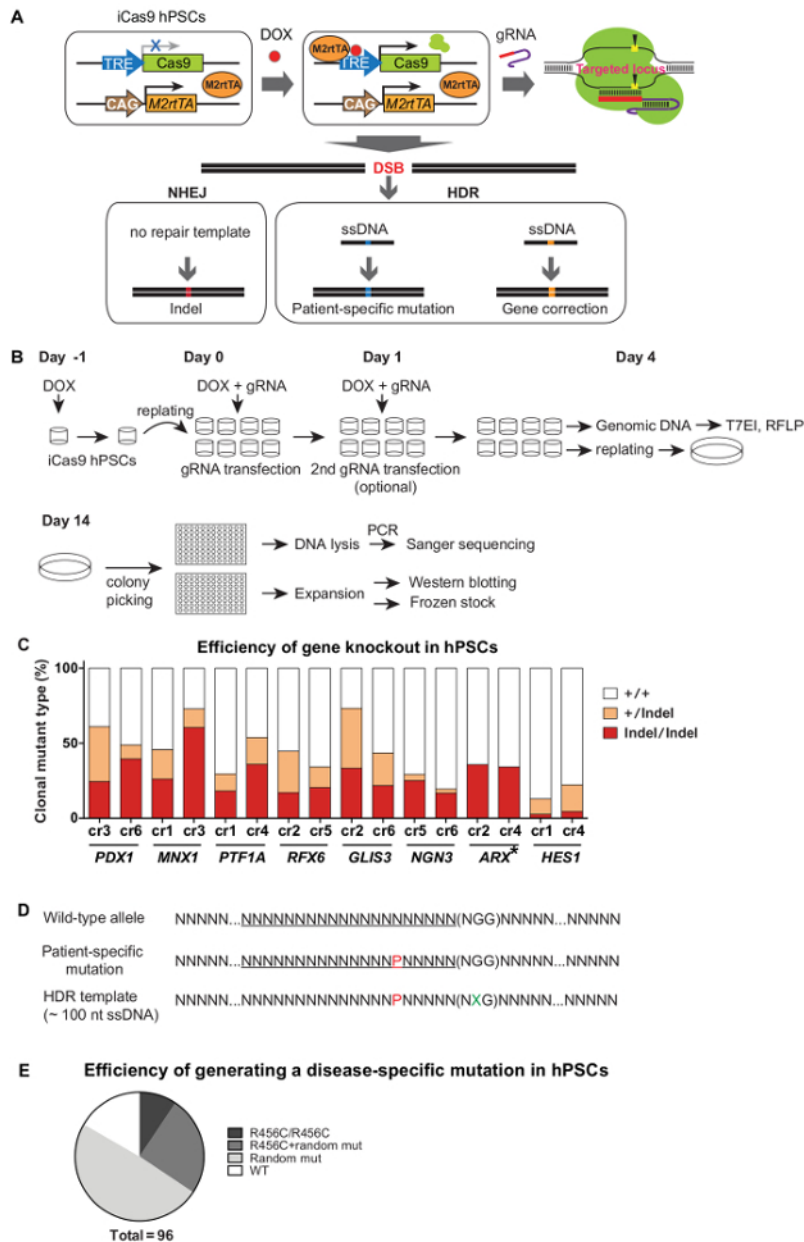 A
iCas9 hPSCs
DOX
gRNA
X
TRE
Cas9
M2rtTA
CAG
M2rtTA
M2rtTA
TRE
Cas9
M2rtTA
CAG
M2rtTA
Targeted locus
DSB
NHEJ
HDR
no repair template
ssDNA
ssDNA
Indel
Patient-specific mutation
Gene correction
B
Day -1
Day 0
Day 1
Day 4
DOX
DOX + gRNA
DOX + gRNA
replating
Genomic DNA
T7EI, RFLP
replating
iCas9 hPSCs
gRNA transfection
2nd gRNA transfection
(optional)
Day 14
colony
picking
DNA lysis
PCR
Sanger sequencing
Expansion
Western blotting
Frozen stock
C
Efficiency of gene knockout in hPSCs
Clonal mutant type (%)
100
50
0
+/+
+/Indel
Indel/Indel
cr3 cr6 cr1 cr3 cr1 cr4 cr2 cr5 cr2 cr6 cr5 cr6 cr2 cr4 cr1 cr4
PDX1 MNX1 PTF1A RFX6 GLIS3 NGN3 ARX* HES1
D
Wild-type allele NNNNN...NNNNNNNNNNNNNNNNNNNN(NGG)NNNNN...NNNNN
Patient-specific
mutation
NNNNN...NNNNNNNNNNNNNNPNNNNN(NGG)NNNNN...NNNNN
HDR template
(~ 100 nt ssDNA)
NNNNN...NNNNNNNNNNNNNNPNNNNN(NXG)NNNNN...NNNNN
E
Efficiency of generating a disease-specific mutation in hPSCs
R456C/R456C
R456C+random mut
Random mut
WT
Total = 96